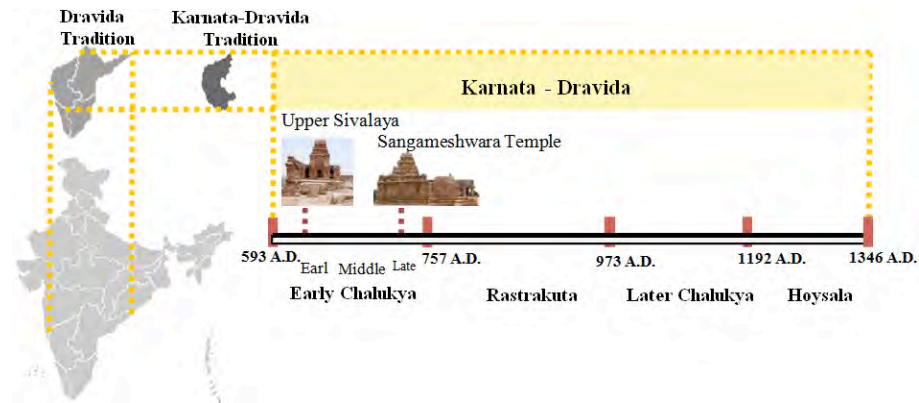 Dravida
Tradition
Karnata-Dravida
Tradition
Karnata - Dravida
Upper Sivalaya
Sangameshwara Temple
593 A.D.
757 A.D.
973 A.D.
1192 A.D.
1346 A.D.
Earl
Middle
Late
Early Chalukya
Rastrakuta
Later Chalukya
Hoysala